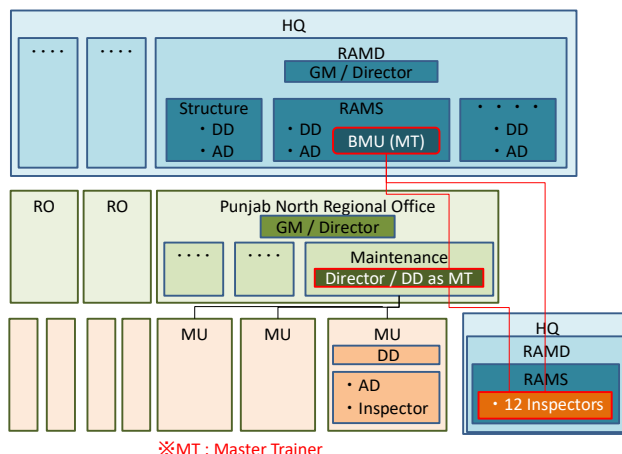 HQ
････
････
RAMD
GM / Director
Structure
・DD
・AD
RAMS
・DD
・AD
BMU (MT)
････
・DD
・AD
RO
RO
Punjab North Regional Office
GM / Director
････
････
Maintenance
Director / DD as MT
MU
MU
MU
DD
・AD
・Inspector
HQ
RAMD
RAMS
・12 Inspectors
※MT : Master Trainer